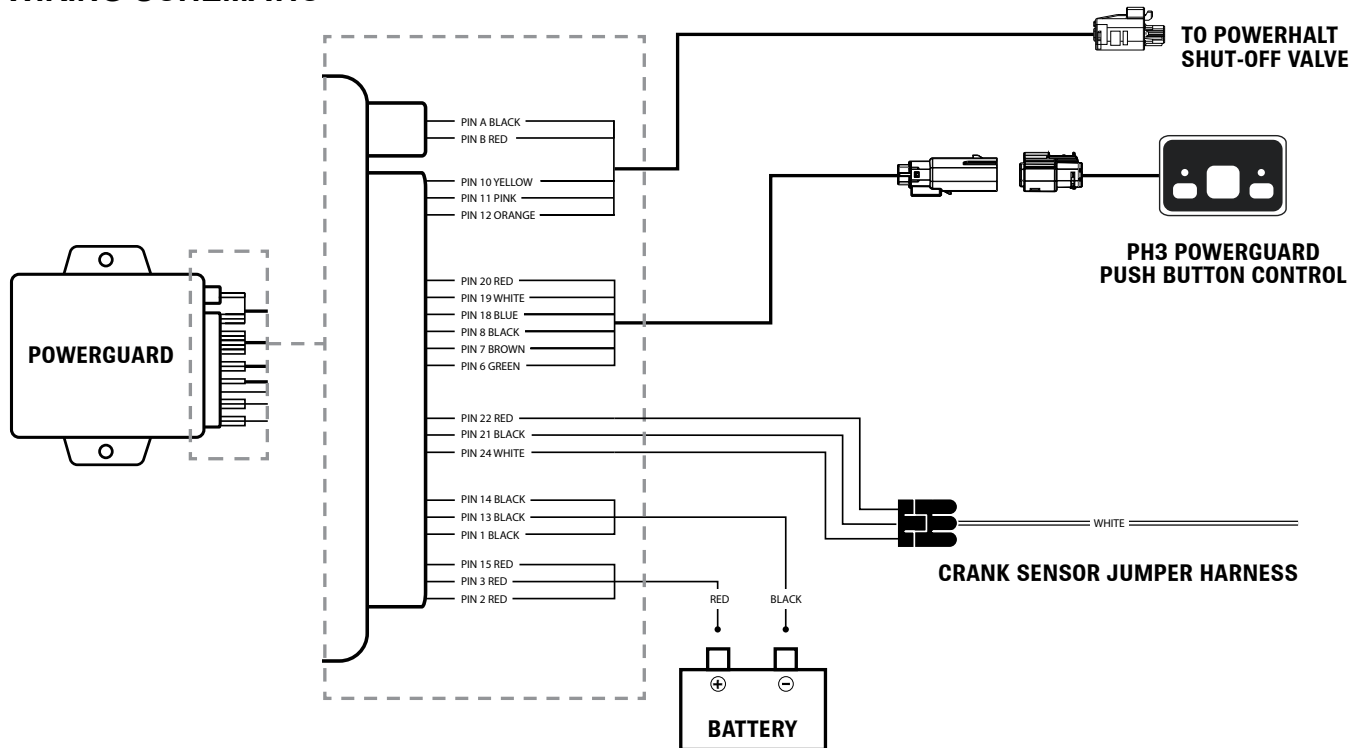 TO POWERHALT
SHUT-OFF VALVE
PIN A BLACK
PIN B RED
PIN 10 YELLOW
PIN 11 PINK
PIN 12 ORANGE
PH3 POWERGUARD
PUSH BUTTON CONTROL
PIN 20 RED
PIN 19 WHITE
PIN 18 BLUE
PIN 8 BLACK
PIN 7 BROWN
PIN 6 GREEN
POWERGUARD
PIN 22 RED
PIN 21 BLACK
PIN 24 WHITE
WHITE
CRANK SENSOR JUMPER HARNESS
PIN 14 BLACK
PIN 13 BLACK
PIN 1 BLACK
PIN 15 RED
PIN 3 RED
PIN 2 RED
RED
BLACK
+
−
BATTERY